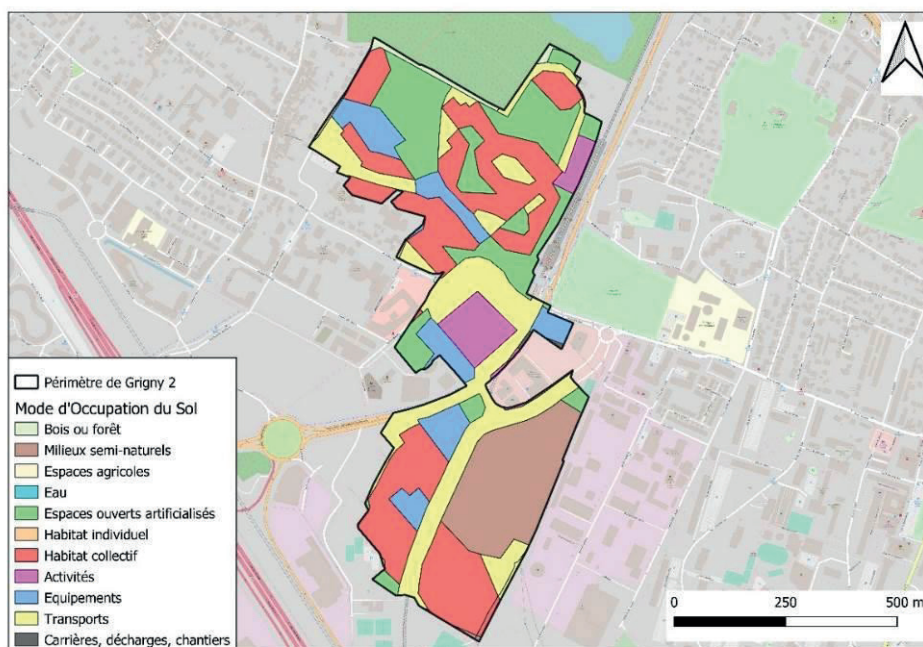 Périmètre de Grigny 2
Mode d'Occupation du Sol
Bois ou forêt
Milieux semi-naturels
Espaces agricoles
Eau
Espaces ouverts artificialisés
Habitat individuel
Habitat collectif
Activités
Equipements
Transports
Carrières, décharges, chantiers
0 250 500 m